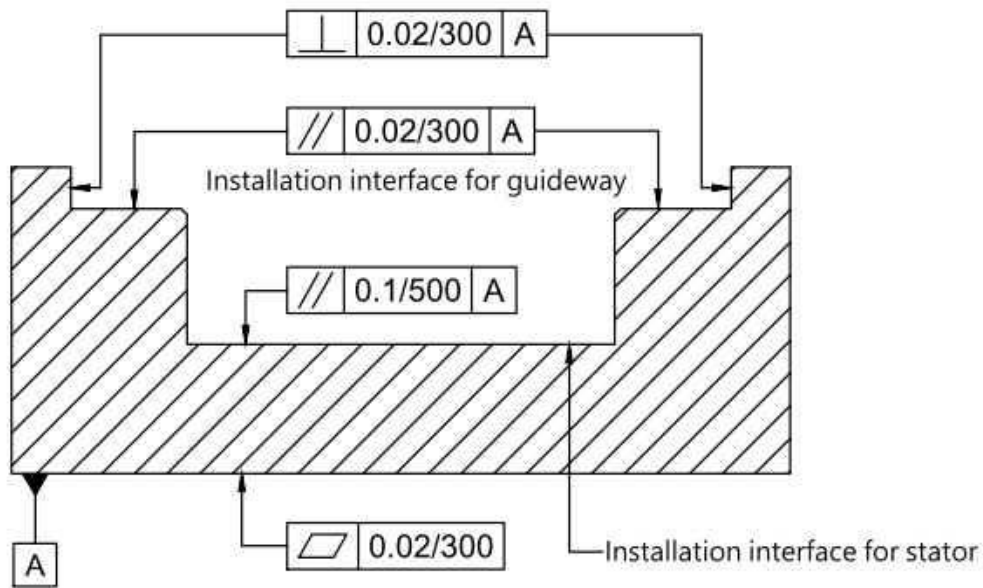 ⊥ 0.02/300 A
// 0.02/300 A
Installation interface for guideway
// 0.1/500 A
⏥ 0.02/300
Installation interface for stator
A